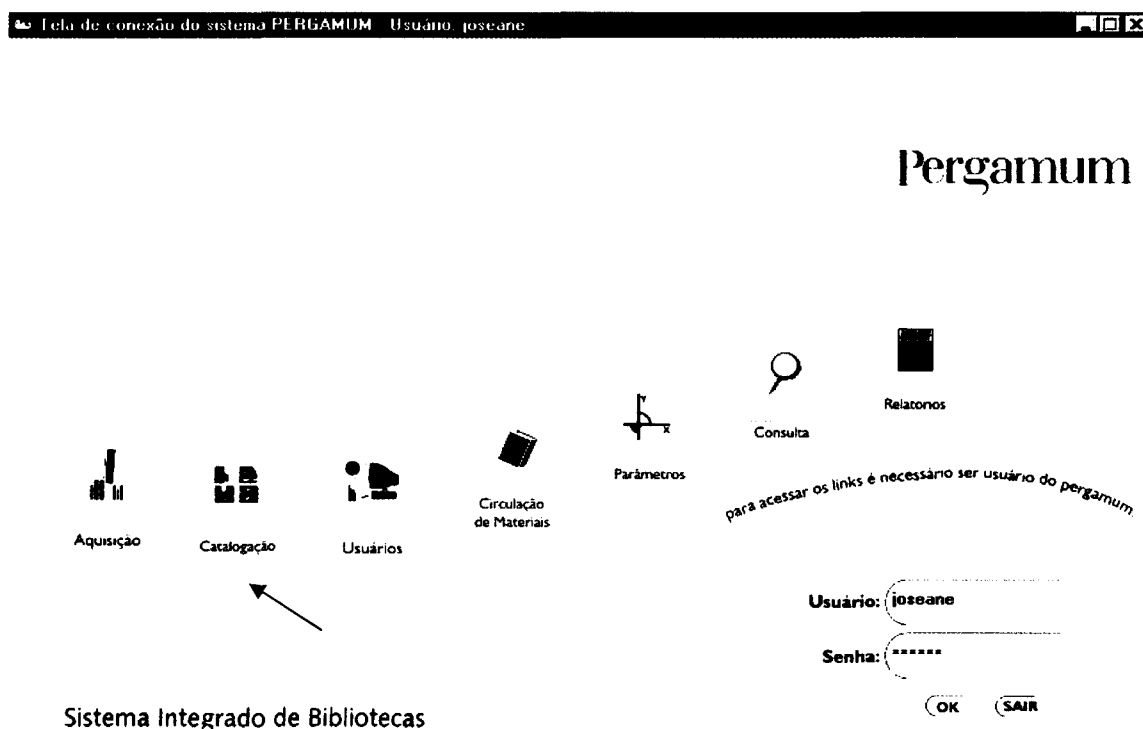 Tela de conexão do sistema PERGAMUM Usuário: joseane
Pergamum
Relatorios
Consulta
Parâmetros
Circulação
de Materiais
Aquisição
Catalogação
Usuários
para acessar os links é necessário ser usuário do pergamum.
Usuário: joseane
Senha: ******
OK SAIR
Sistema Integrado de Bibliotecas